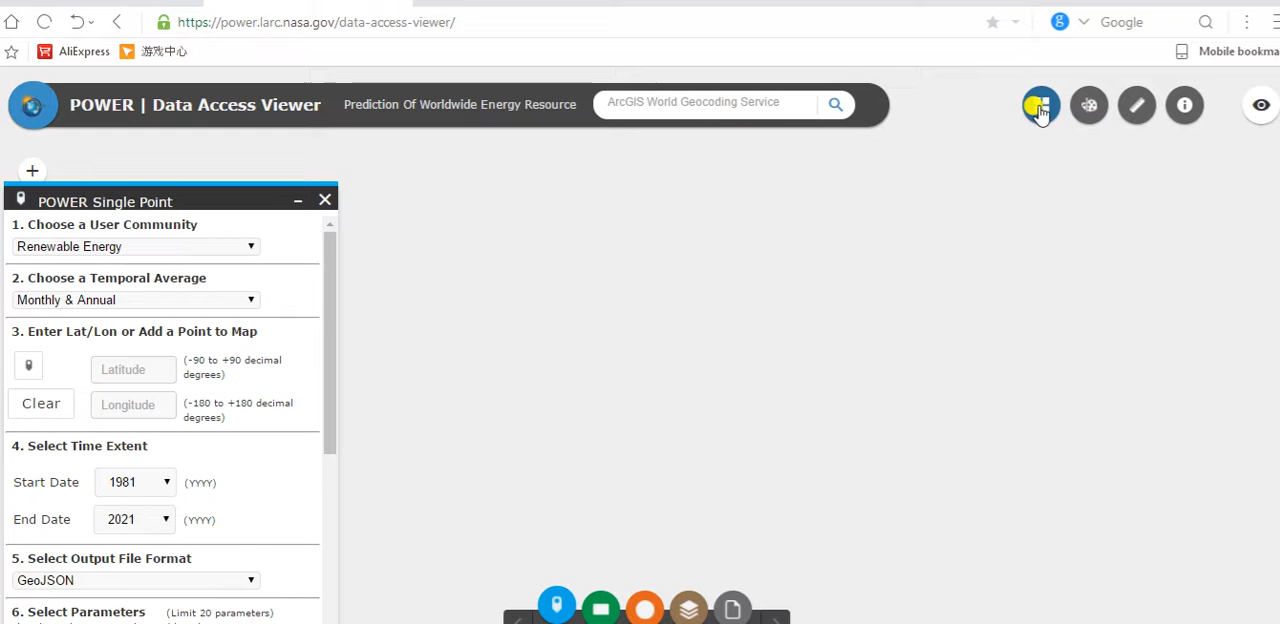 https://power.larc.nasa.gov/data-access-viewer/
Google
AliExpress
游戏中心
Mobile bookma
POWER | Data Access Viewer
Prediction Of Worldwide Energy Resource
ArcGIS World Geocoding Service
POWER Single Point
1. Choose a User Community
Renewable Energy
2. Choose a Temporal Average
Monthly & Annual
3. Enter Lat/Lon or Add a Point to Map
Latitude
(-90 to +90 decimal
degrees)
Clear
Longitude
(-180 to +180 decimal
degrees)
4. Select Time Extent
Start Date
1981
(YYYY)
End Date
2021
(YYYY)
5. Select Output File Format
GeoJSON
6. Select Parameters
(Limit 20 parameters)